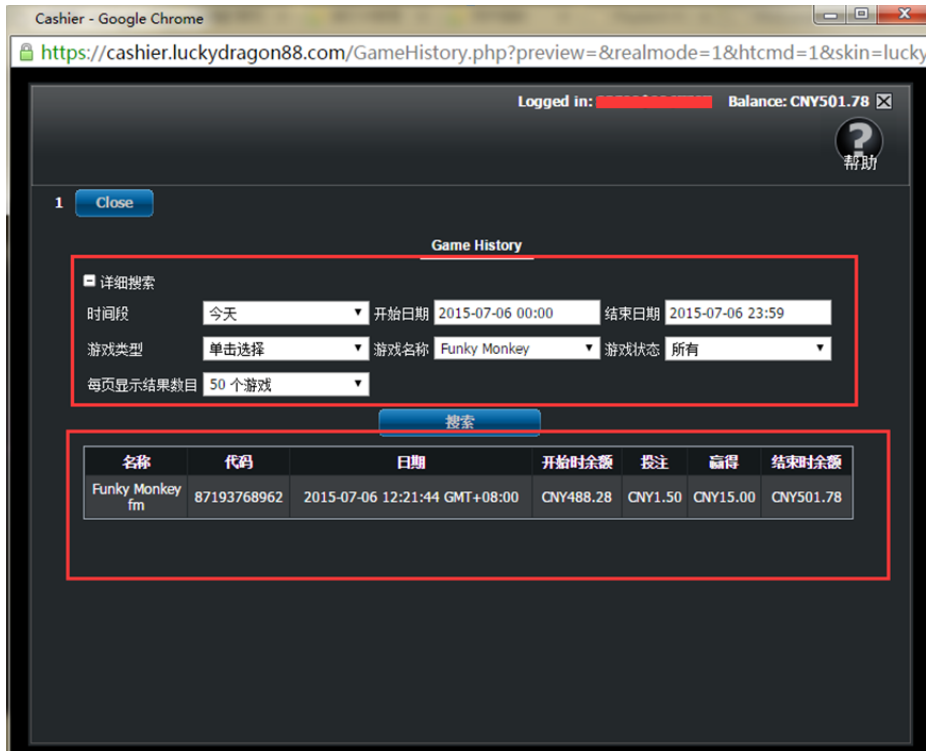 Cashier - Google Chrome
https://cashier.luckydragon88.com/GameHistory.php?preview=&realmode=1&htcmd=1&skin=lucky
Logged in: Balance: CNY501.78
帮助
1 Close
Game History
详细搜索
时间段 今天 开始日期 2015-07-06 00:00 结束日期 2015-07-06 23:59
游戏类型 单击选择 游戏名称 Funky Monkey 游戏状态 所有
每页显示结果数目 50 个游戏
搜索
名称 代码 日期 开始时余额 投注 赢得 结束时余额
Funky Monkey fm 87193768962 2015-07-06 12:21:44 GMT+08:00 CNY488.28 CNY1.50 CNY15.00 CNY501.78